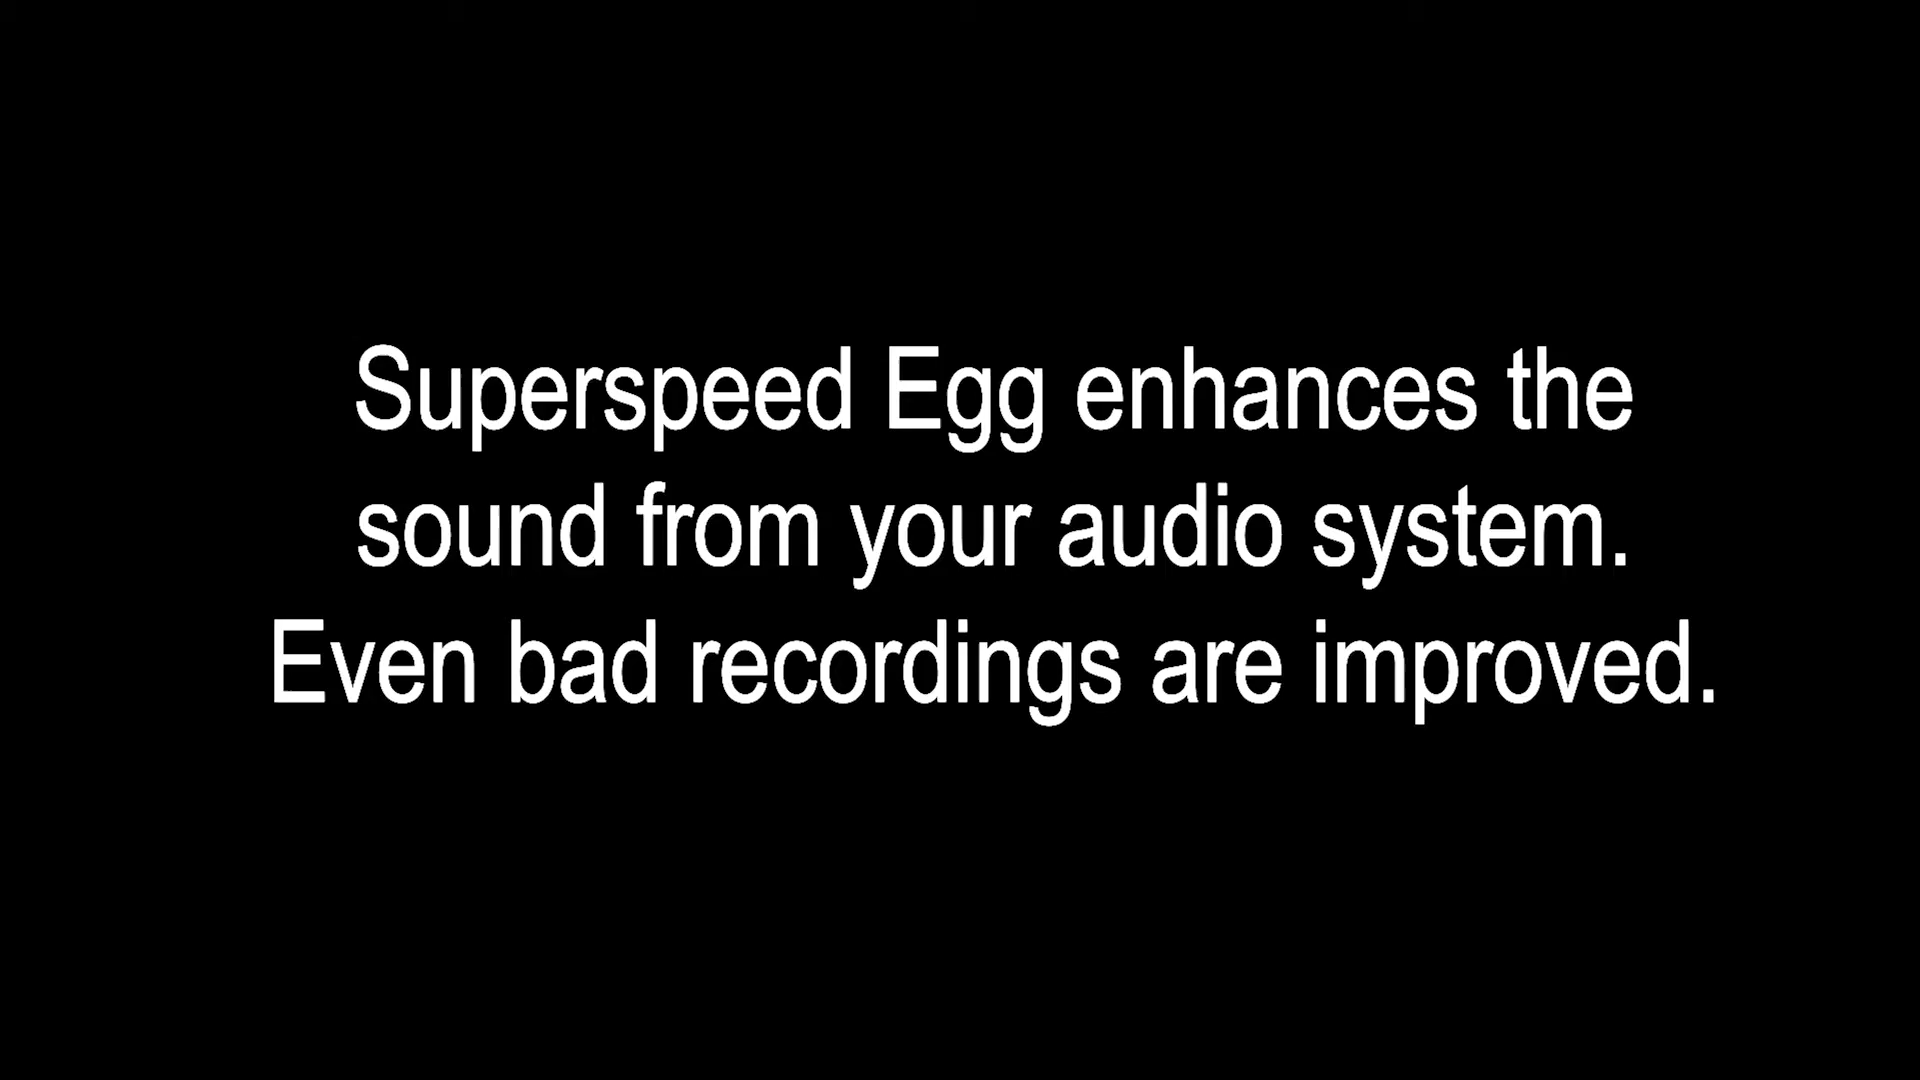 Superspeed Egg enhances the
sound from your audio system.
Even bad recordings are improved.